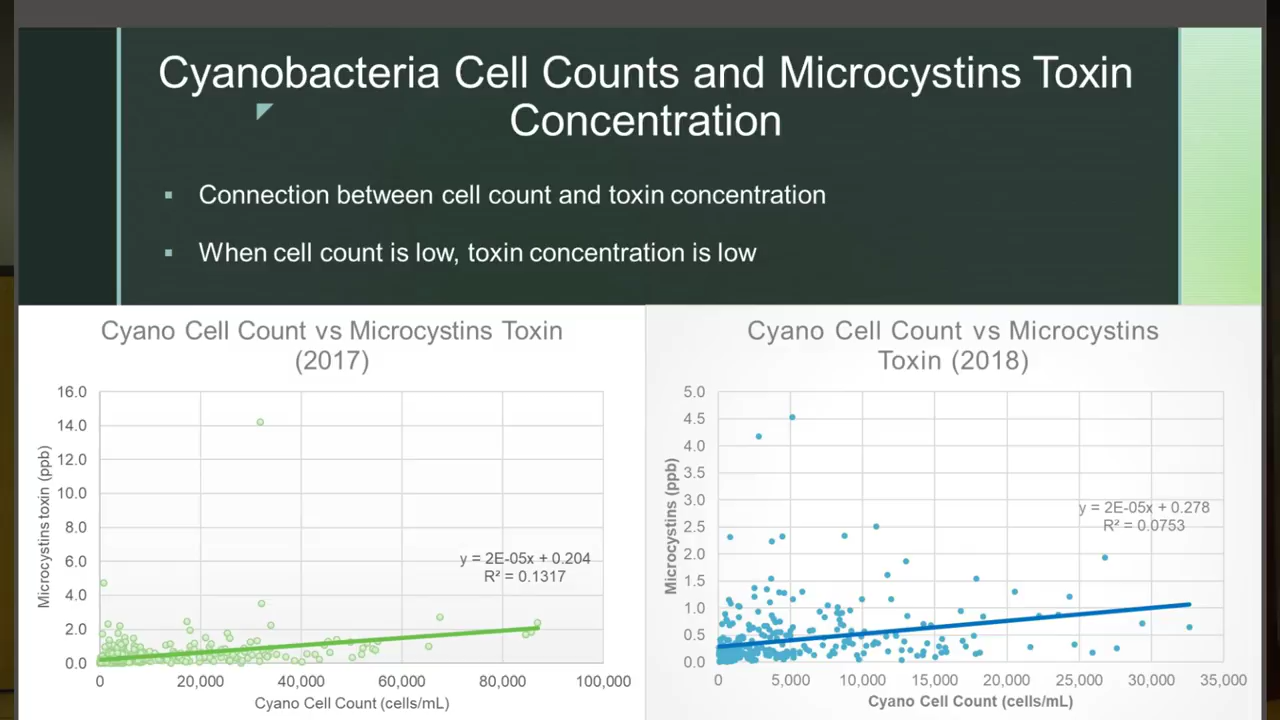 Cyanobacteria Cell Counts and Microcystins Toxin
Concentration
▪ Connection between cell count and toxin concentration
▪ When cell count is low, toxin concentration is low
Cyano Cell Count vs Microcystins Toxin
(2017)
16.0
14.0
12.0
10.0
8.0
6.0
4.0
2.0
0.0
Microcystins toxin (ppb)
y = 2E-05x + 0.204
R² = 0.1317
0 20,000 40,000 60,000 80,000 100,000
Cyano Cell Count (cells/mL)
Cyano Cell Count vs Microcystins
Toxin (2018)
5.0
4.5
4.0
3.5
3.0
2.5
2.0
1.5
1.0
0.5
0.0
Microcystins (ppb)
y = 2E-05x + 0.278
R² = 0.0753
0 5,000 10,000 15,000 20,000 25,000 30,000 35,000
Cyano Cell Count (cells/mL)